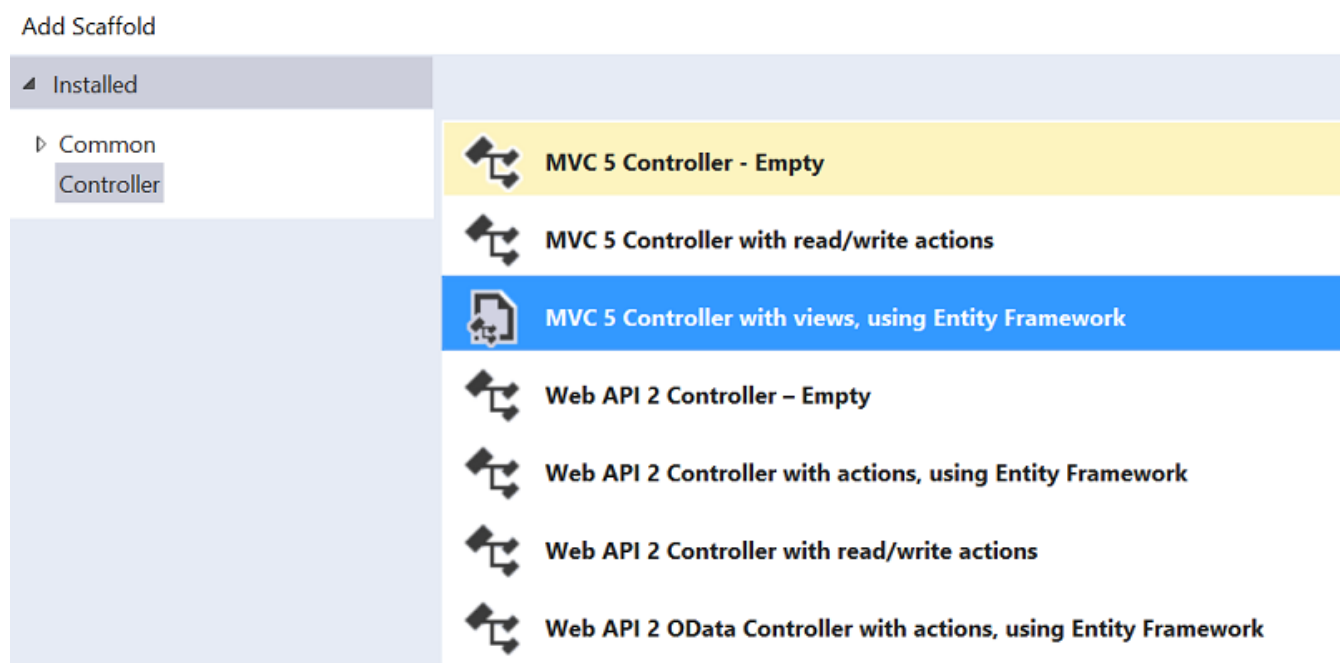 Add Scaffold
Installed
Common
Controller
MVC 5 Controller - Empty
MVC 5 Controller with read/write actions
MVC 5 Controller with views, using Entity Framework
Web API 2 Controller – Empty
Web API 2 Controller with actions, using Entity Framework
Web API 2 Controller with read/write actions
Web API 2 OData Controller with actions, using Entity Framework